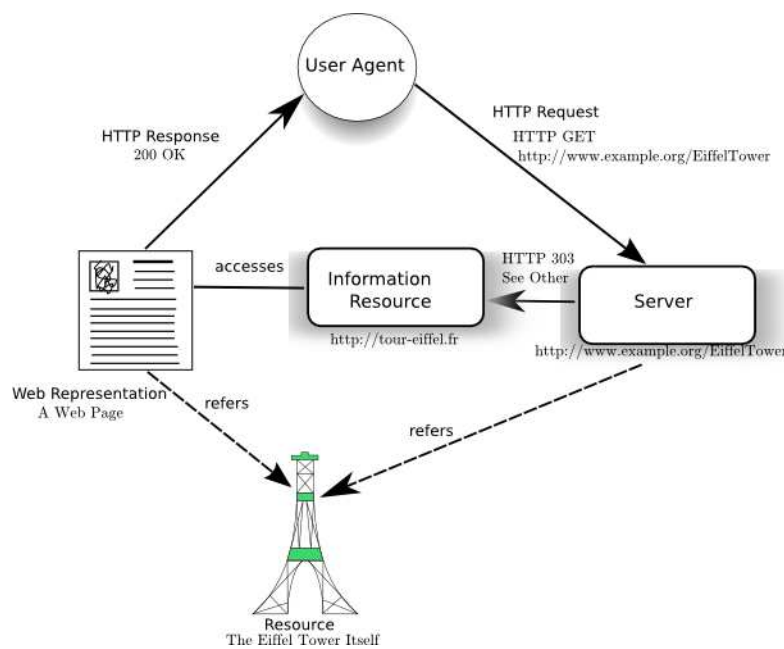 User Agent
HTTP Request
HTTP GET
http://www.example.org/EiffelTower
HTTP Response
200 OK
accesses
Information
Resource
http://tour-eiffel.fr
HTTP 303
See Other
Server
http://www.example.org/EiffelTower
Web Representation
A Web Page
refers
refers
Resource
The Eiffel Tower Itself